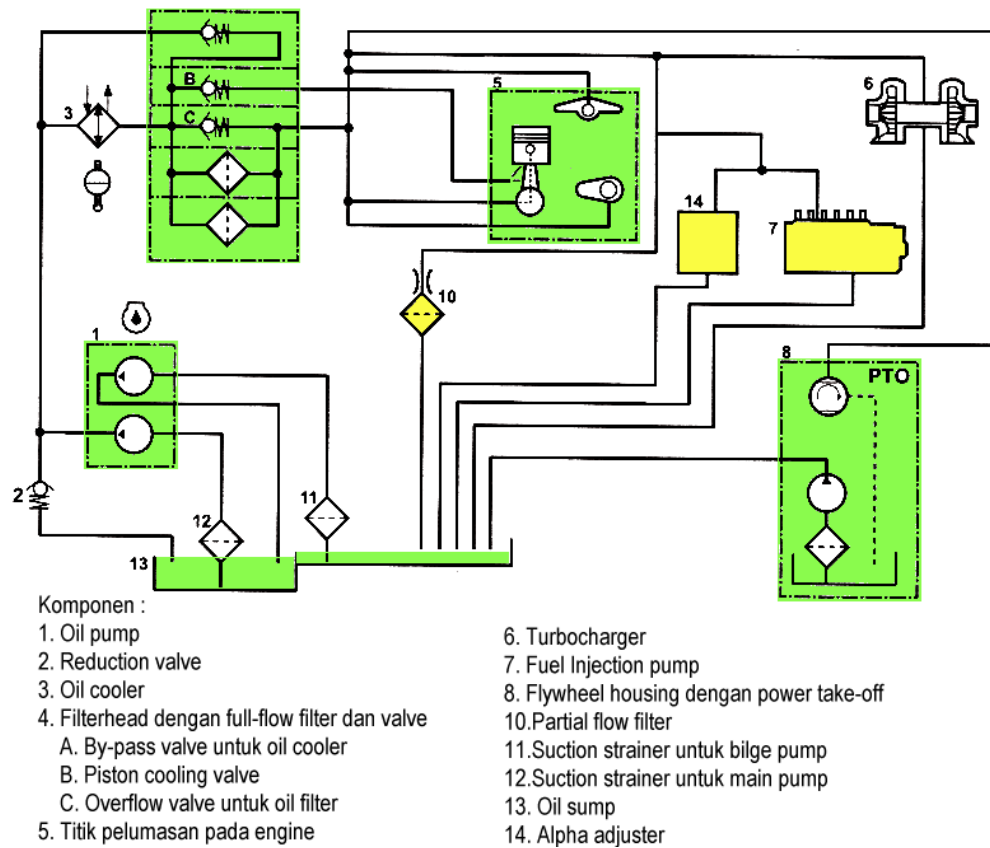 B
3
C
5
6
14
7
10
1
8
PTO
2
11
12
13
Komponen :
1. Oil pump
2. Reduction valve
3. Oil cooler
4. Filterhead dengan full-flow filter dan valve
A. By-pass valve untuk oil cooler
B. Piston cooling valve
C. Overflow valve untuk oil filter
5. Titik pelumasan pada engine
6. Turbocharger
7. Fuel Injection pump
8. Flywheel housing dengan power take-off
10.Partial flow filter
11.Suction strainer untuk bilge pump
12.Suction strainer untuk main pump
13. Oil sump
14. Alpha adjuster